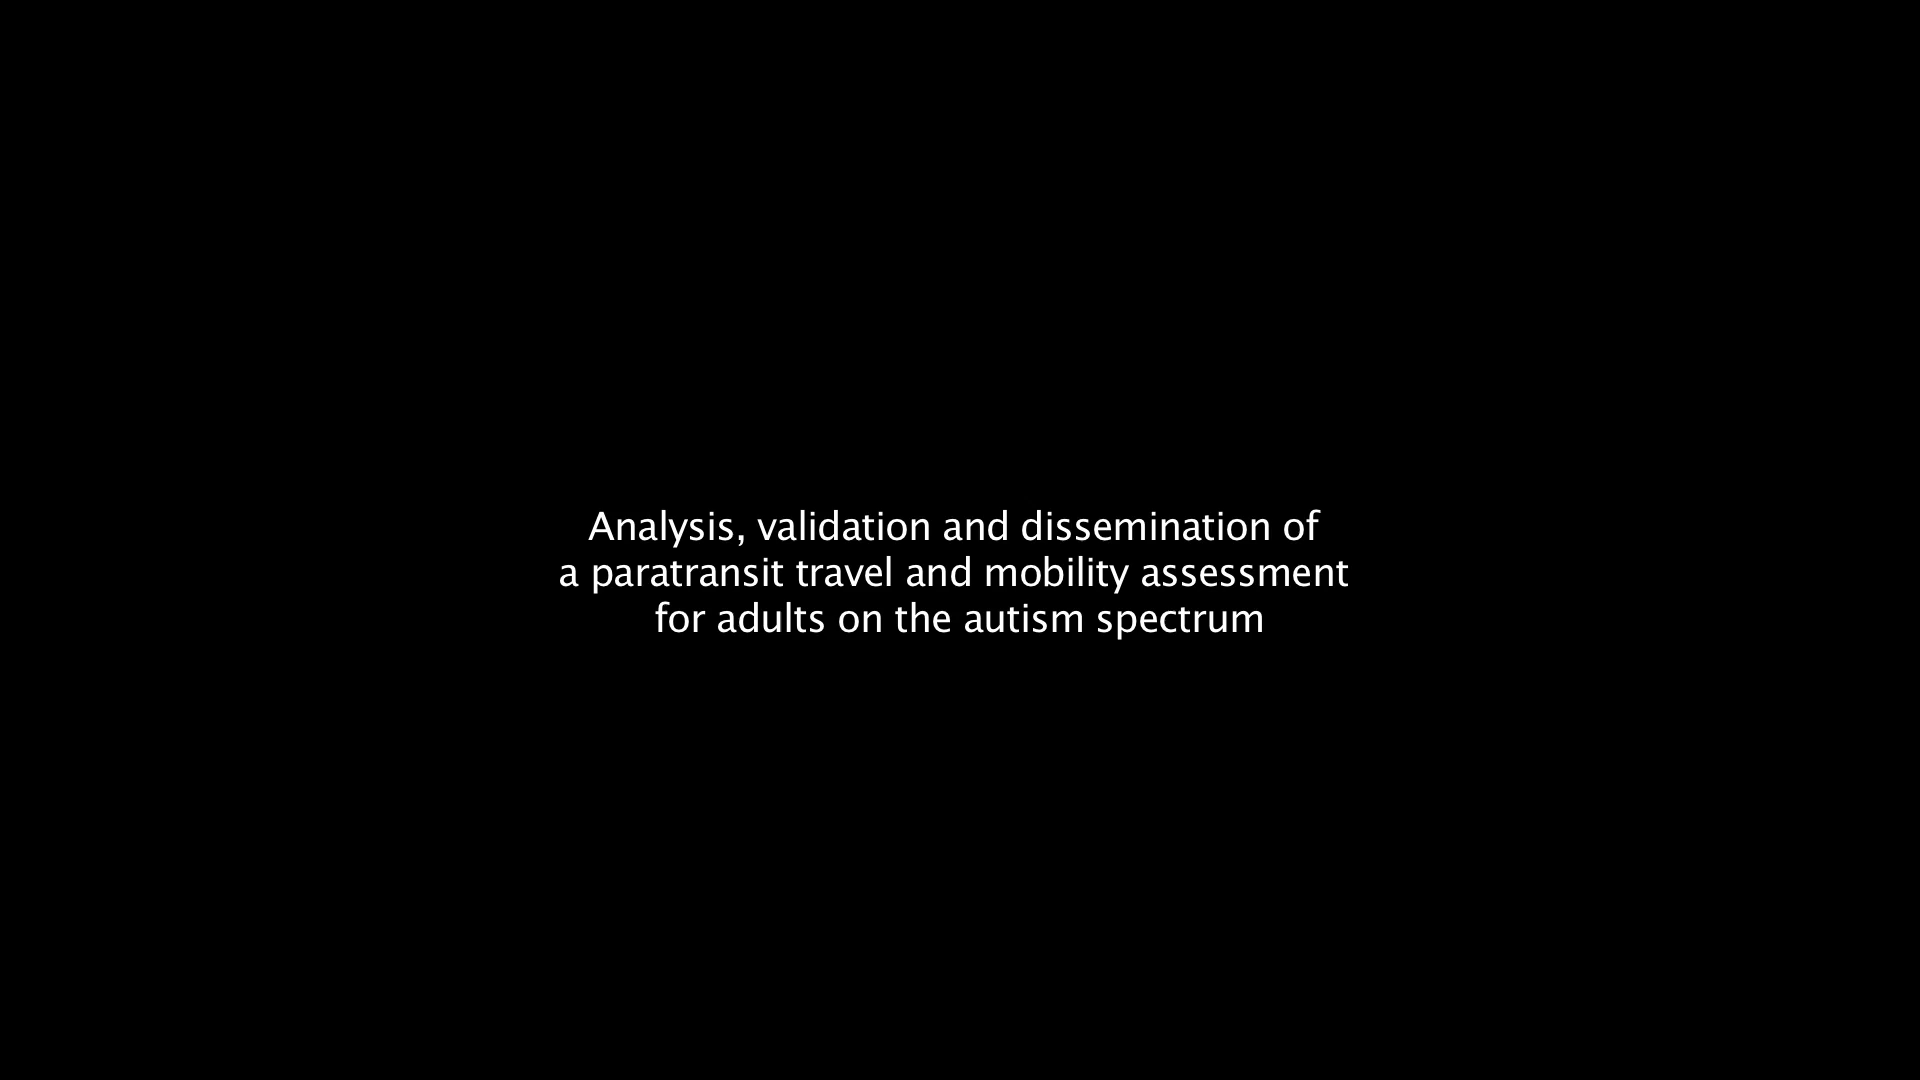 Analysis, validation and dissemination of
a paratransit travel and mobility assessment
for adults on the autism spectrum